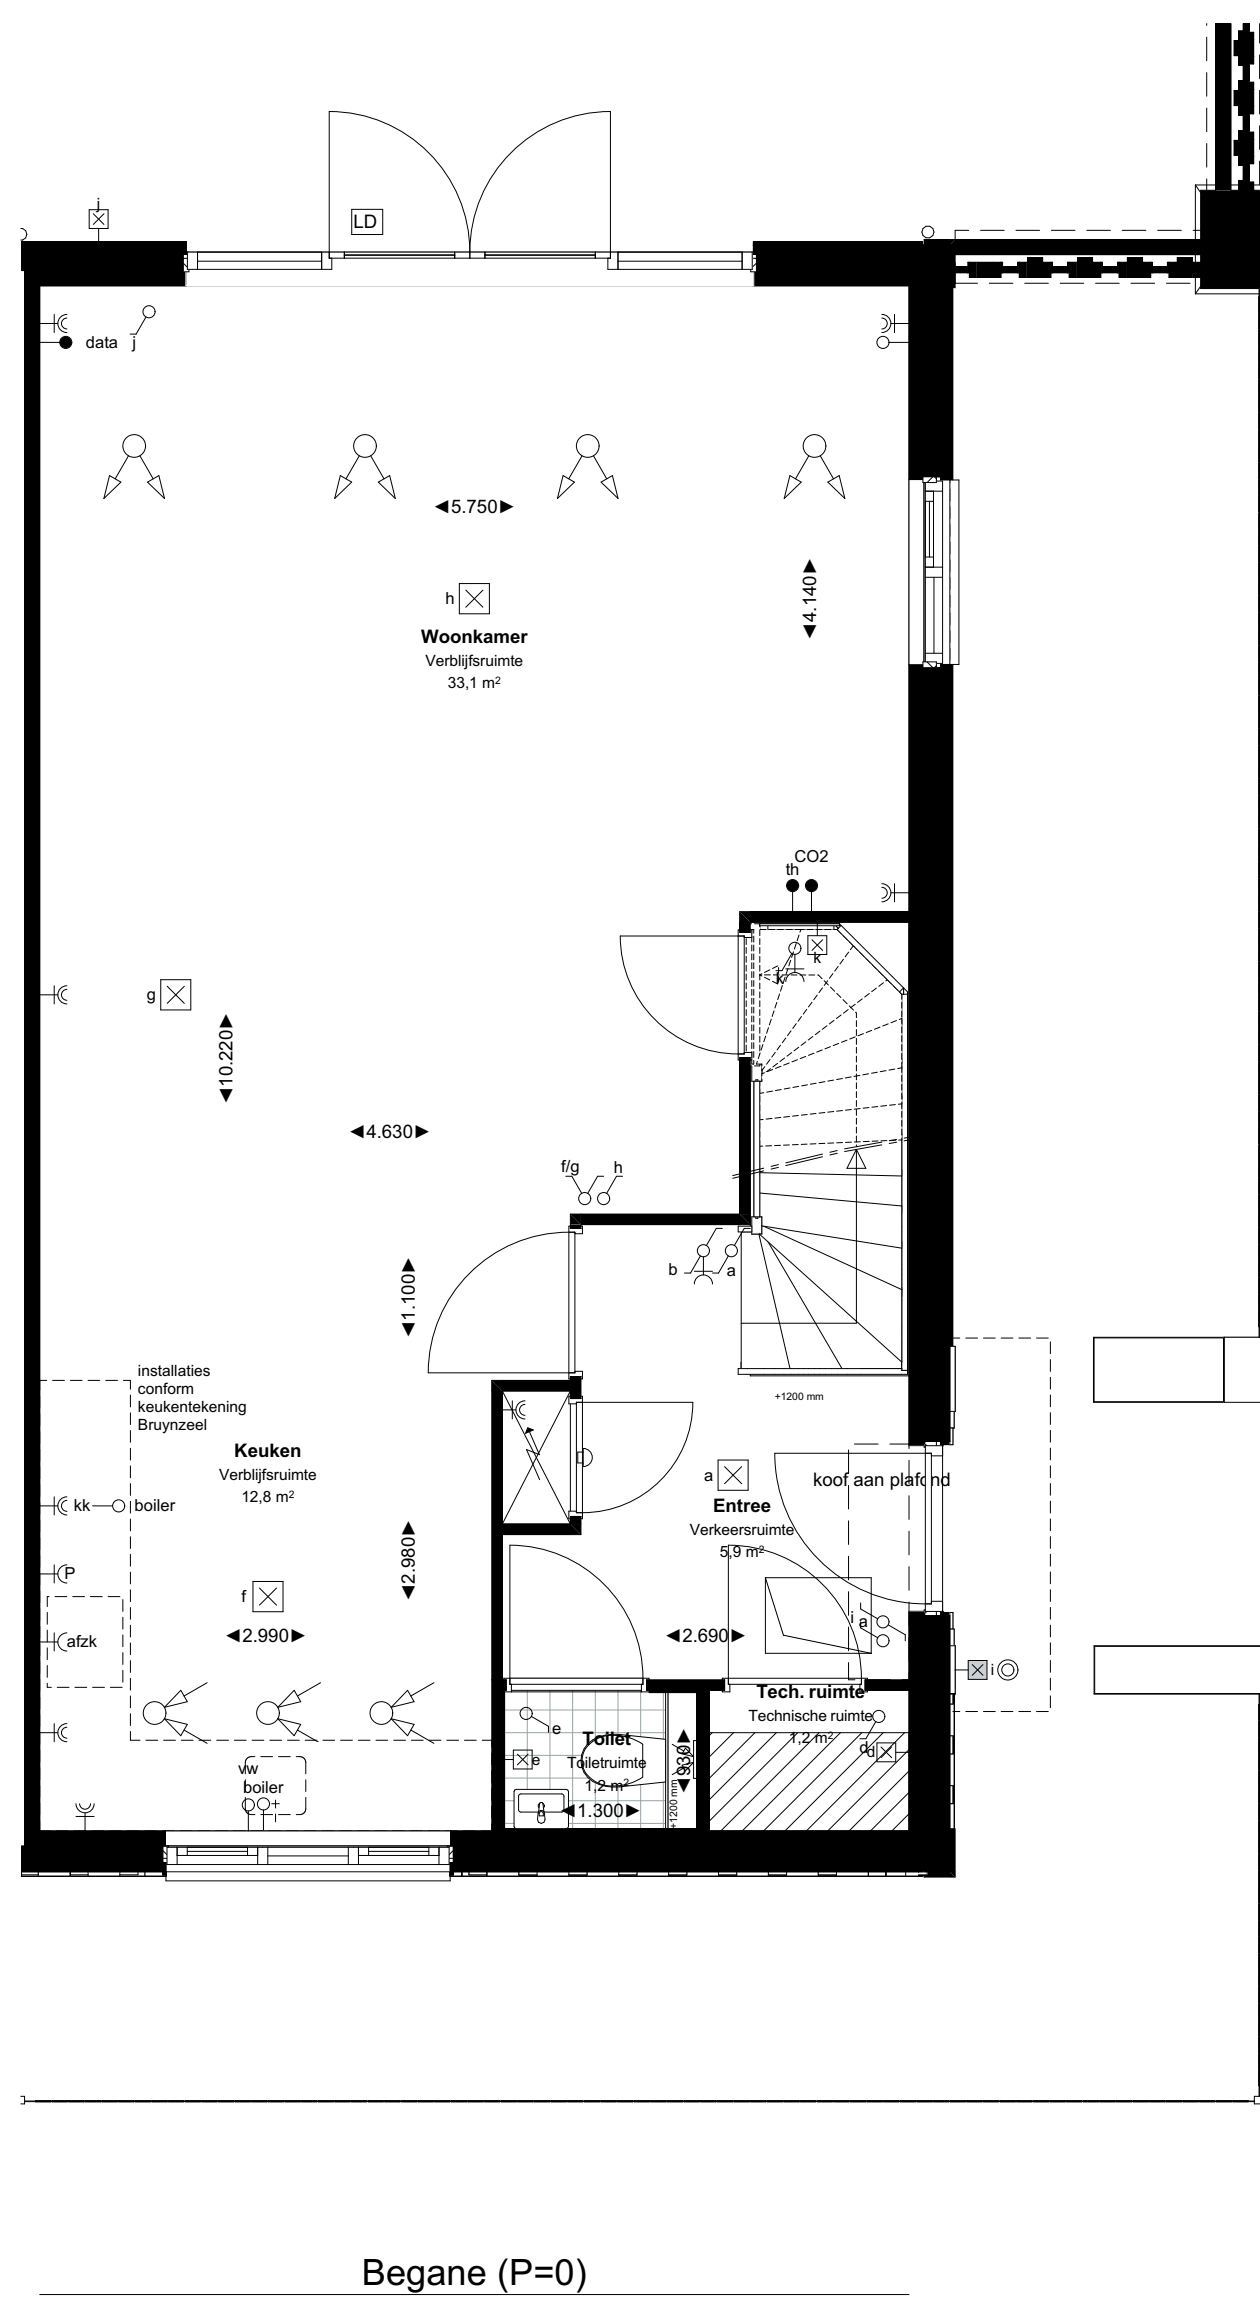 j
LD
data j
5.750
4.140
h
Woonkamer
Verblijfsruimte
33,1 m²
CO2
th
k
k
g
10.220
4.630
f/g h
b a
1.100
+1200 mm
installaties
conform
keukentekening
Bruynzeel
Keuken
Verblijfsruimte
12,8 m²
kk boiler
P
afzk
f
2.980
2.990
a
koof aan plafond
Entree
Verkeersruimte
5,9 m²
2.690
i a
i
Tech. ruimte
Technische ruimte
1,2 m²
d
d
e
e
Toilet
Toiletruimte
1,2 m²
930
1.300
+1200 mm
vw
boiler
+
Begane (P=0)